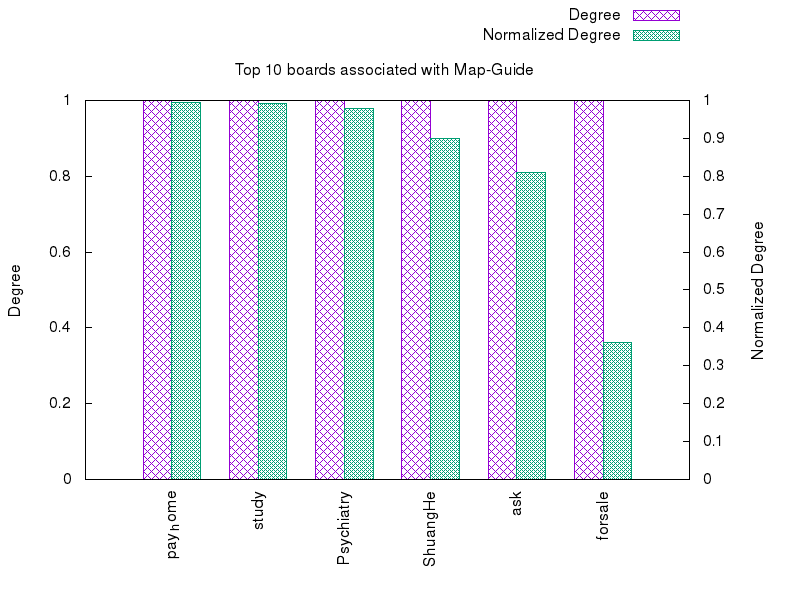 Degree
Normalized Degree
Top 10 boards associated with Map-Guide
1
0.8
0.6
0.4
0.2
0
1
0.9
0.8
0.7
0.6
0.5
0.4
0.3
0.2
0.1
0
Degree
Normalized Degree
payhome
study
Psychiatry
ShuangHe
ask
forsale